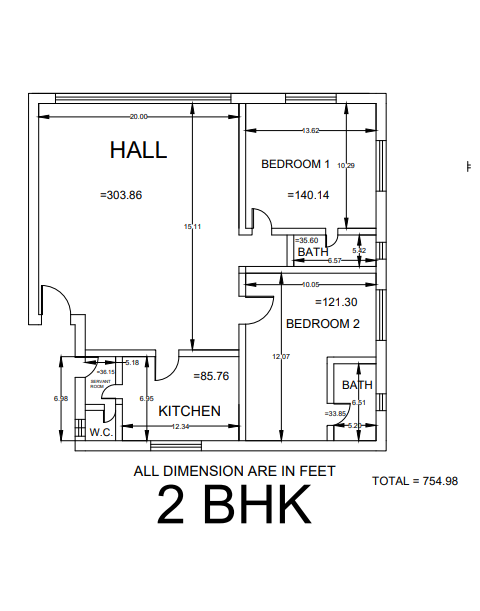 20.00
13.62
HALL
BEDROOM 1
10.29
=303.86
=140.14
15.11
=35.60
BATH
5.42
6.57
10.05
=121.30
BEDROOM 2
12.07
5.18
=36.15
SERVANT
ROOM
=85.76
BATH
6.98
6.95
KITCHEN
6.51
=33.85
12.34
5.20
W.C.
ALL DIMENSION ARE IN FEET
TOTAL = 754.98
2 BHK